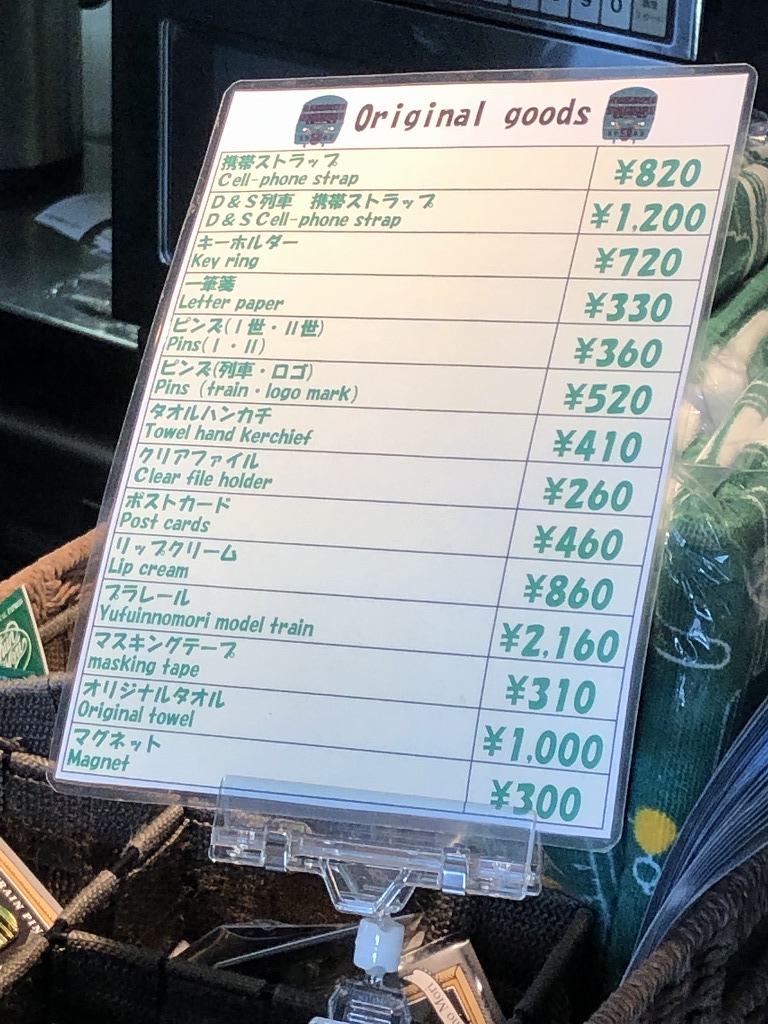 Original goods
携帯ストラップ
Cell-phone strap
¥820
D&S列車 携帯ストラップ
D&S Cell-phone strap
¥1,200
キーホルダー
Key ring
¥720
一筆箋
Letter paper
¥330
ピンズ(Ⅰ世・Ⅱ世)
Pins(Ⅰ・Ⅱ)
¥360
ピンズ(列車・ロゴ)
Pins (train・logo mark)
¥520
タオルハンカチ
Towel hand Kerchief
¥410
クリアファイル
Clear file holder
¥260
ポストカード
Post cards
¥460
リップクリーム
Lip cream
¥860
プラレール
Yufuinnomori model train
¥2,160
マスキングテープ
masking tape
¥310
オリジナルタオル
Original towel
¥1,000
マグネット
Magnet
¥300